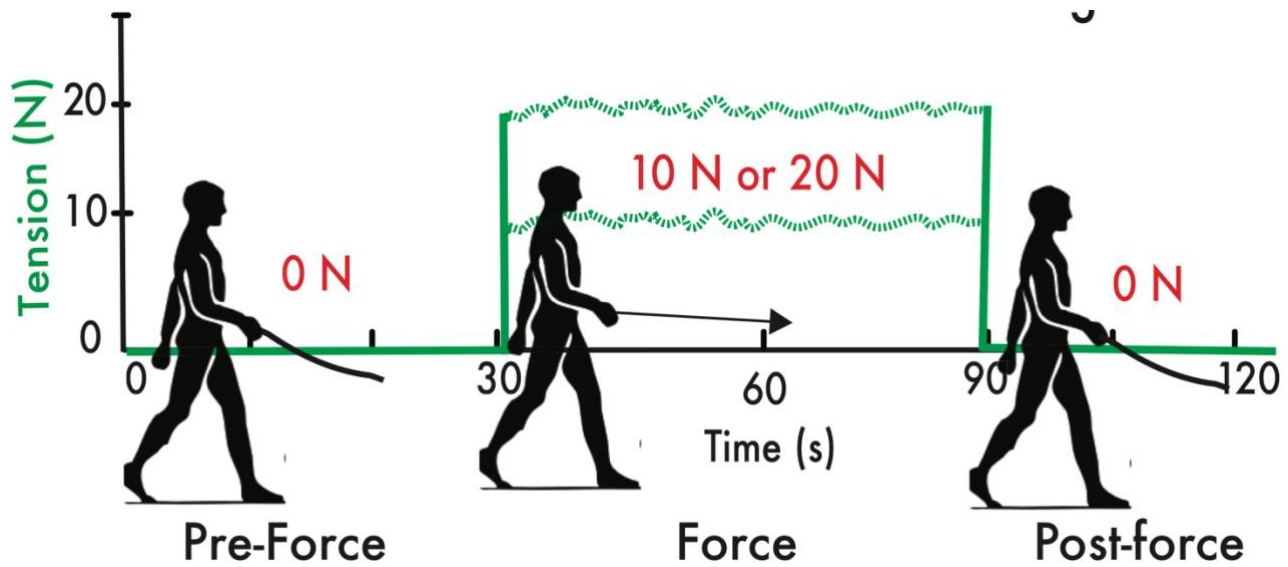 Tension (N)
20
10
0
10 N or 20 N
0 N
0 N
0
30
60
90
120
Time (s)
Pre-Force
Force
Post-force